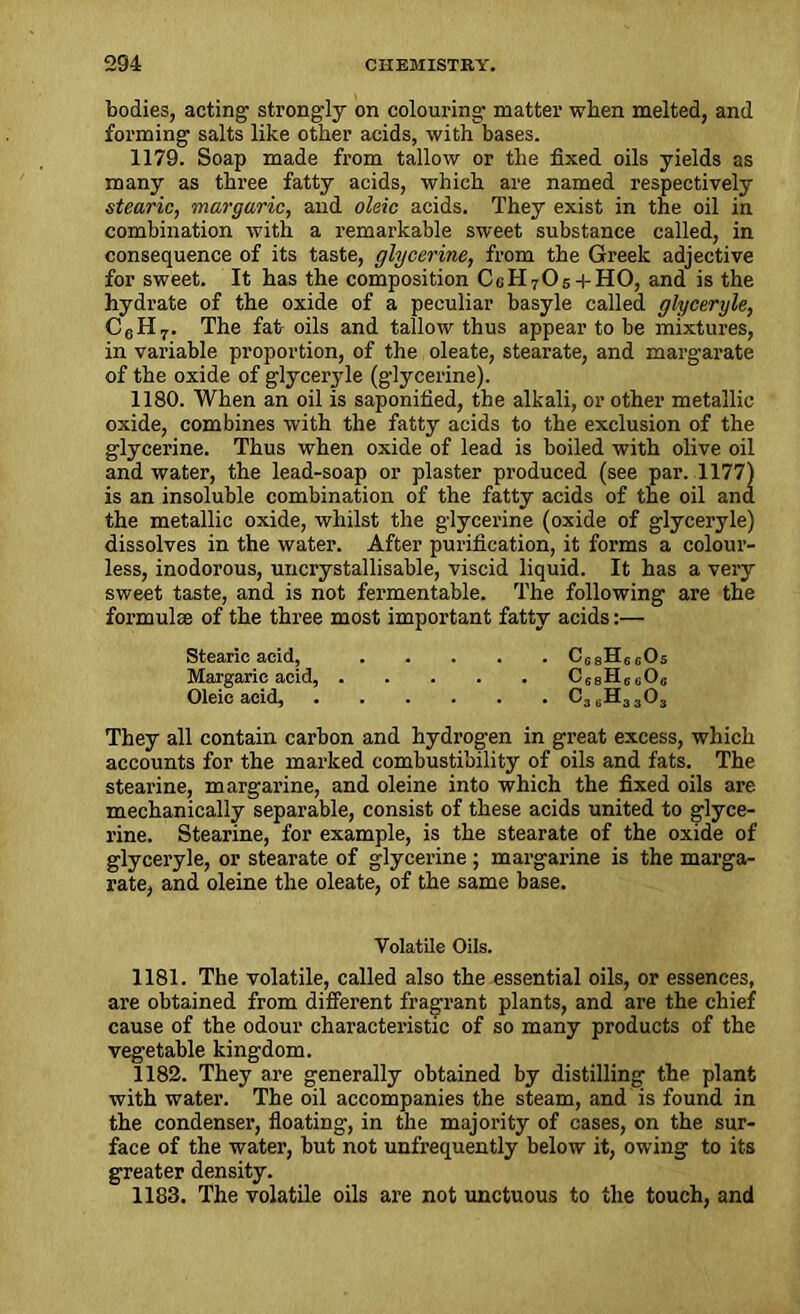 294 CHEMISTRY.
bodies, acting strongly on colouring matter when melted, and
forming salts like other acids, with bases.
1179. Soap made from tallow or the fixed oils yields as
many as three fatty acids, which are named respectively
stearic, margaric, and oleic acids. They exist in the oil in
combination with a remarkable sweet substance called, in
consequence of its taste, glycerine, from the Greek adjective
for sweet. It has the composition C₆H₇O₅+HO, and is the
hydrate of the oxide of a peculiar basyle called glyceryle,
C₆H₇. The fat oils and tallow thus appear to be mixtures,
in variable proportion, of the oleate, stearate, and margarate
of the oxide of glyceryle (glycerine).
1180. When an oil is saponified, the alkali, or other metallic
oxide, combines with the fatty acids to the exclusion of the
glycerine. Thus when oxide of lead is boiled with olive oil
and water, the lead-soap or plaster produced (see par. 1177)
is an insoluble combination of the fatty acids of the oil and
the metallic oxide, whilst the glycerine (oxide of glyceryle)
dissolves in the water. After purification, it forms a colour-
less, inodorous, uncrystallisable, viscid liquid. It has a very
sweet taste, and is not fermentable. The following are the
formulæ of the three most important fatty acids:—
Stearic acid, . . . . . C₆₈H₆₆O₅
Margaric acid, . . . . . C₆₈H₆₆O₆
Oleic acid, . . . . . . C₃₆H₃₃O₃
They all contain carbon and hydrogen in great excess, which
accounts for the marked combustibility of oils and fats. The
stearine, margarine, and oleine into which the fixed oils are
mechanically separable, consist of these acids united to glyce-
rine. Stearine, for example, is the stearate of the oxide of
glyceryle, or stearate of glycerine; margarine is the marga-
rate, and oleine the oleate, of the same base.
Volatile Oils.
1181. The volatile, called also the essential oils, or essences,
are obtained from different fragrant plants, and are the chief
cause of the odour characteristic of so many products of the
vegetable kingdom.
1182. They are generally obtained by distilling the plant
with water. The oil accompanies the steam, and is found in
the condenser, floating, in the majority of cases, on the sur-
face of the water, but not unfrequently below it, owing to its
greater density.
1183. The volatile oils are not unctuous to the touch, and